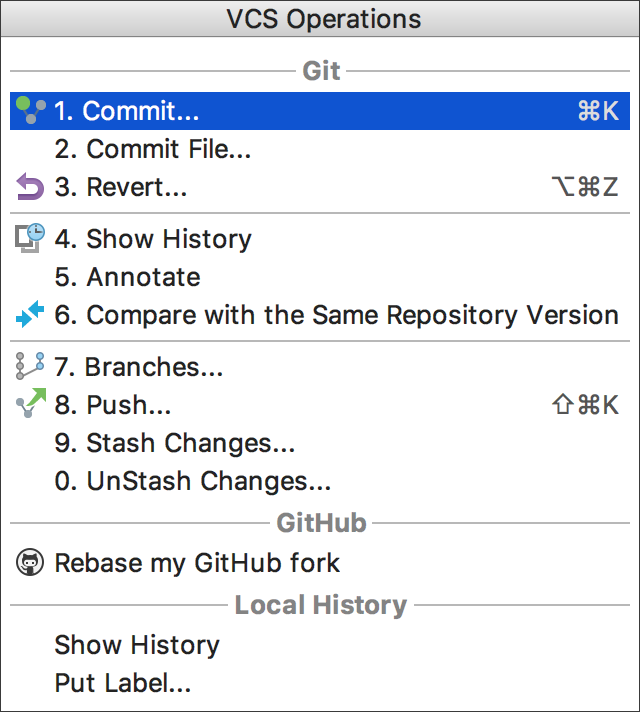 VCS Operations
Git
1. Commit... ⌘K
2. Commit File...
3. Revert... ⌥⌘Z
4. Show History
5. Annotate
6. Compare with the Same Repository Version
7. Branches...
8. Push... ⇧⌘K
9. Stash Changes...
0. UnStash Changes...
GitHub
Rebase my GitHub fork
Local History
Show History
Put Label...